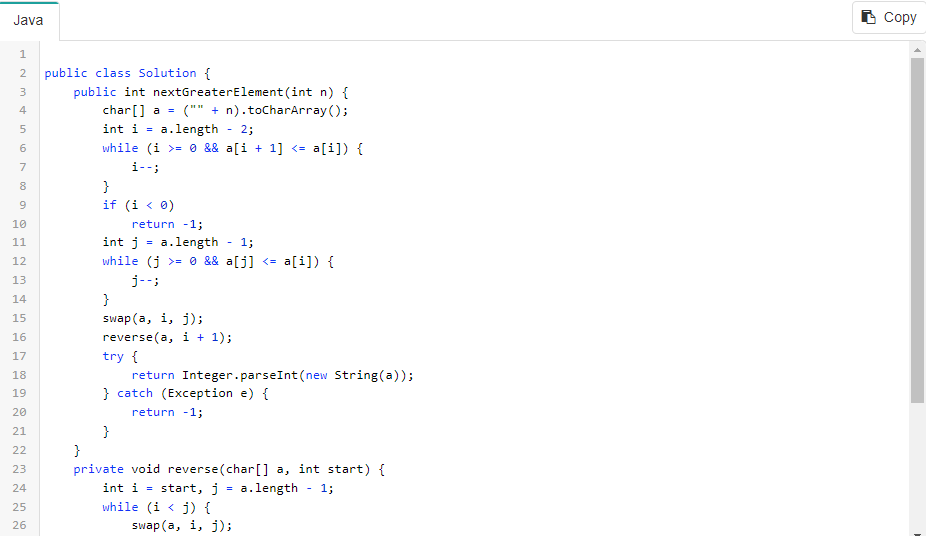 Java
Copy
1
2 public class Solution {
3     public int nextGreaterElement(int n) {
4         char[] a = ("" + n).toCharArray();
5         int i = a.length - 2;
6         while (i >= 0 && a[i + 1] <= a[i]) {
7             i--;
8         }
9         if (i < 0)
10             return -1;
11         int j = a.length - 1;
12         while (j >= 0 && a[j] <= a[i]) {
13             j--;
14         }
15         swap(a, i, j);
16         reverse(a, i + 1);
17         try {
18             return Integer.parseInt(new String(a));
19         } catch (Exception e) {
20             return -1;
21         }
22     }
23     private void reverse(char[] a, int start) {
24         int i = start, j = a.length - 1;
25         while (i < j) {
26             swap(a, i, j);